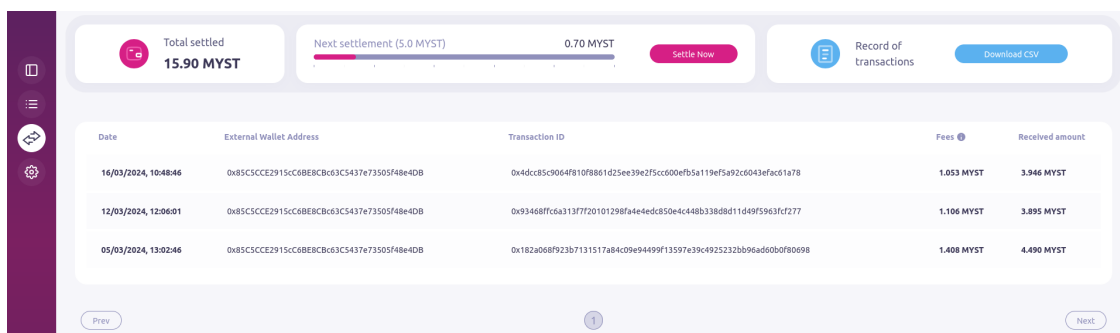 Total settled
15.90 MYST
Next settlement (5.0 MYST) 0.70 MYST
Settle Now
Record of
transactions
Download CSV
Date External Wallet Address Transaction ID Fees Received amount
16/03/2024, 10:48:46 0x85C5CCE2915cC6BE8CBc63C5437e73505f48e4DB 0x4dcc85c9064f810f8861d25ee39e2f5cc600efb5a119ef5a92c6043efac61a78 1.053 MYST 3.946 MYST
12/03/2024, 12:06:01 0x85C5CCE2915cC6BE8CBc63C5437e73505f48e4DB 0x93468ffc6a313f7f20101298fa4e4edc850e4c448b338d8d11d49f5963fcf277 1.106 MYST 3.895 MYST
05/03/2024, 13:02:46 0x85C5CCE2915cC6BE8CBc63C5437e73505f48e4DB 0x182a068f923b7131517a84c09e94499f13597e39c4925232bb96ad60b0f80698 1.408 MYST 4.490 MYST
Prev 1 Next